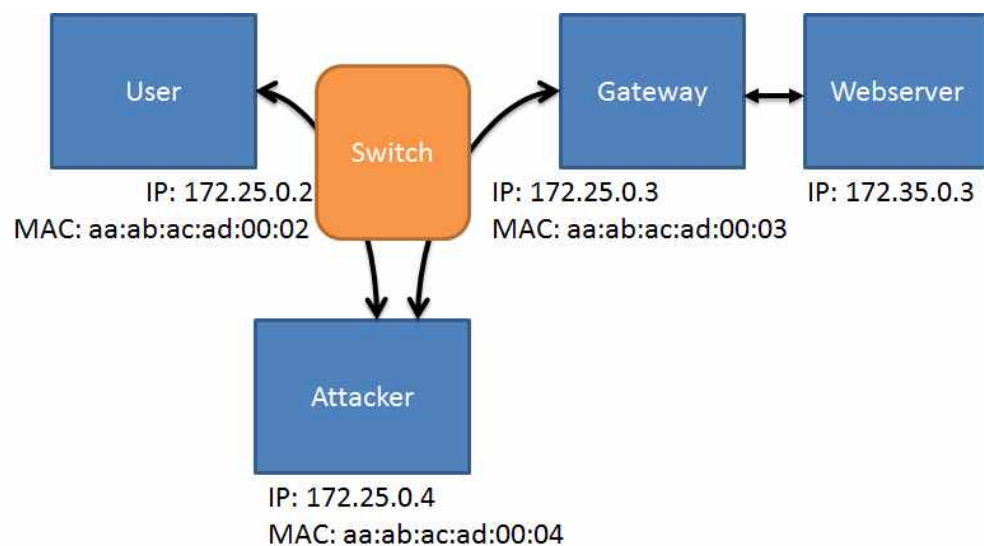 User
Switch
Gateway
Webserver
IP: 172.25.0.2
MAC: aa:ab:ac:ad:00:02
IP: 172.25.0.3
MAC: aa:ab:ac:ad:00:03
IP: 172.35.0.3
Attacker
IP: 172.25.0.4
MAC: aa:ab:ac:ad:00:04